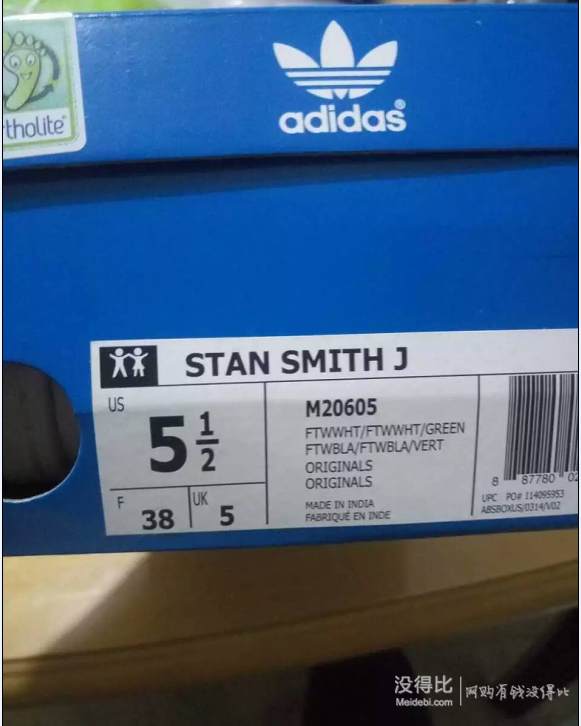 adidas®
tholite®
STAN SMITH J
US
5 1/2
F
38
UK
5
M20605
FTWWHT/FTWWHT/GREEN
FTWBLA/FTWBLA/VERT
ORIGINALS
ORIGINALS
MADE IN INDIA
FABRIQUÉ EN INDE
8 87780 02
UPC PO# 114095953
ABSBOXUS/0314/V02
没得比
Meidebi.com
网购有钱没得比